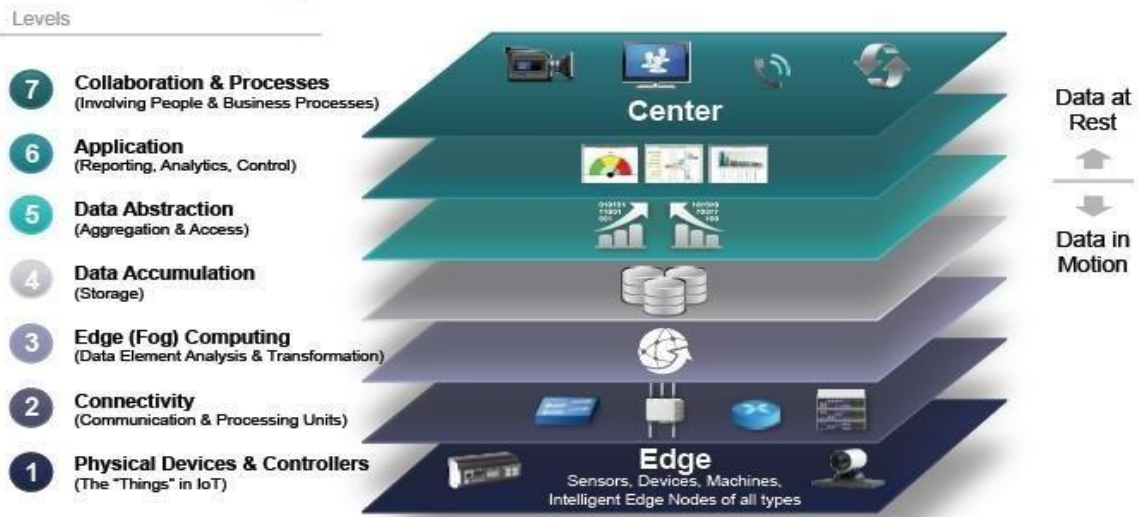 Levels
7
Collaboration & Processes
(Involving People & Business Processes)
6
Application
(Reporting, Analytics, Control)
5
Data Abstraction
(Aggregation & Access)
4
Data Accumulation
(Storage)
3
Edge (Fog) Computing
(Data Element Analysis & Transformation)
2
Connectivity
(Communication & Processing Units)
1
Physical Devices & Controllers
(The "Things" in IoT)
Center
010101
11001
001
Edge
Sensors, Devices, Machines,
Intelligent Edge Nodes of all types
Data at
Rest
Data in
Motion